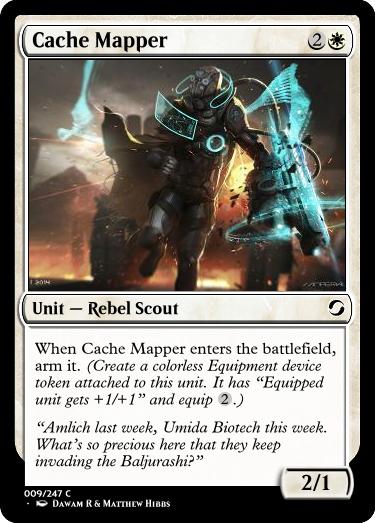 Cache Mapper 2
2014
Unit — Rebel Scout
When Cache Mapper enters the battlefield,
arm it. (Create a colorless Equipment device
token attached to this unit. It has “Equipped
unit gets +1/+1” and equip 2.)
“Amlich last week, Umida Biotech this week.
What’s so precious here that they keep
invading the Baljurashi?”
2/1
009/247 C
Dawam R & Matthew Hibbs